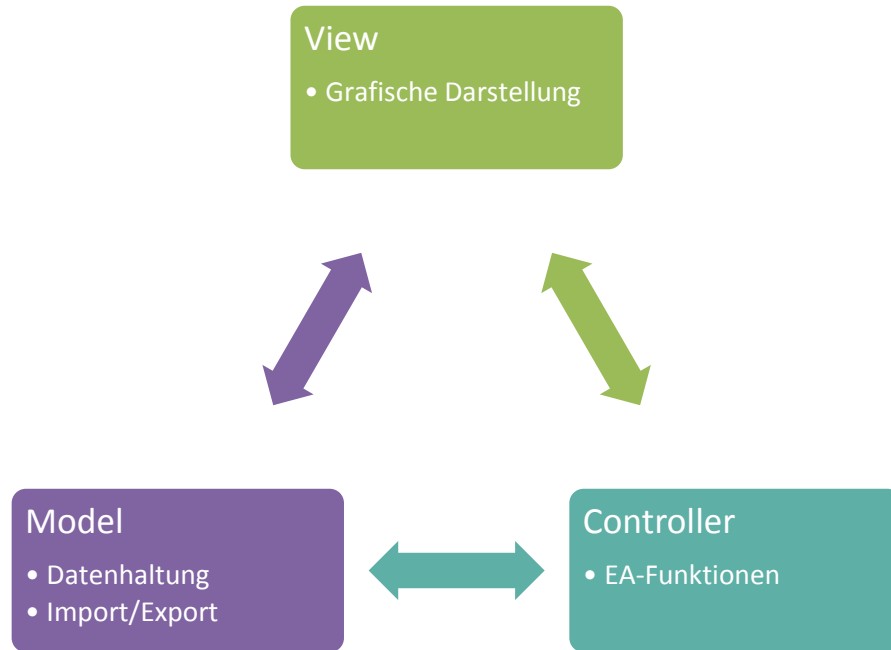 View
• Grafische Darstellung
Model
• Datenhaltung
• Import/Export
Controller
• EA-Funktionen